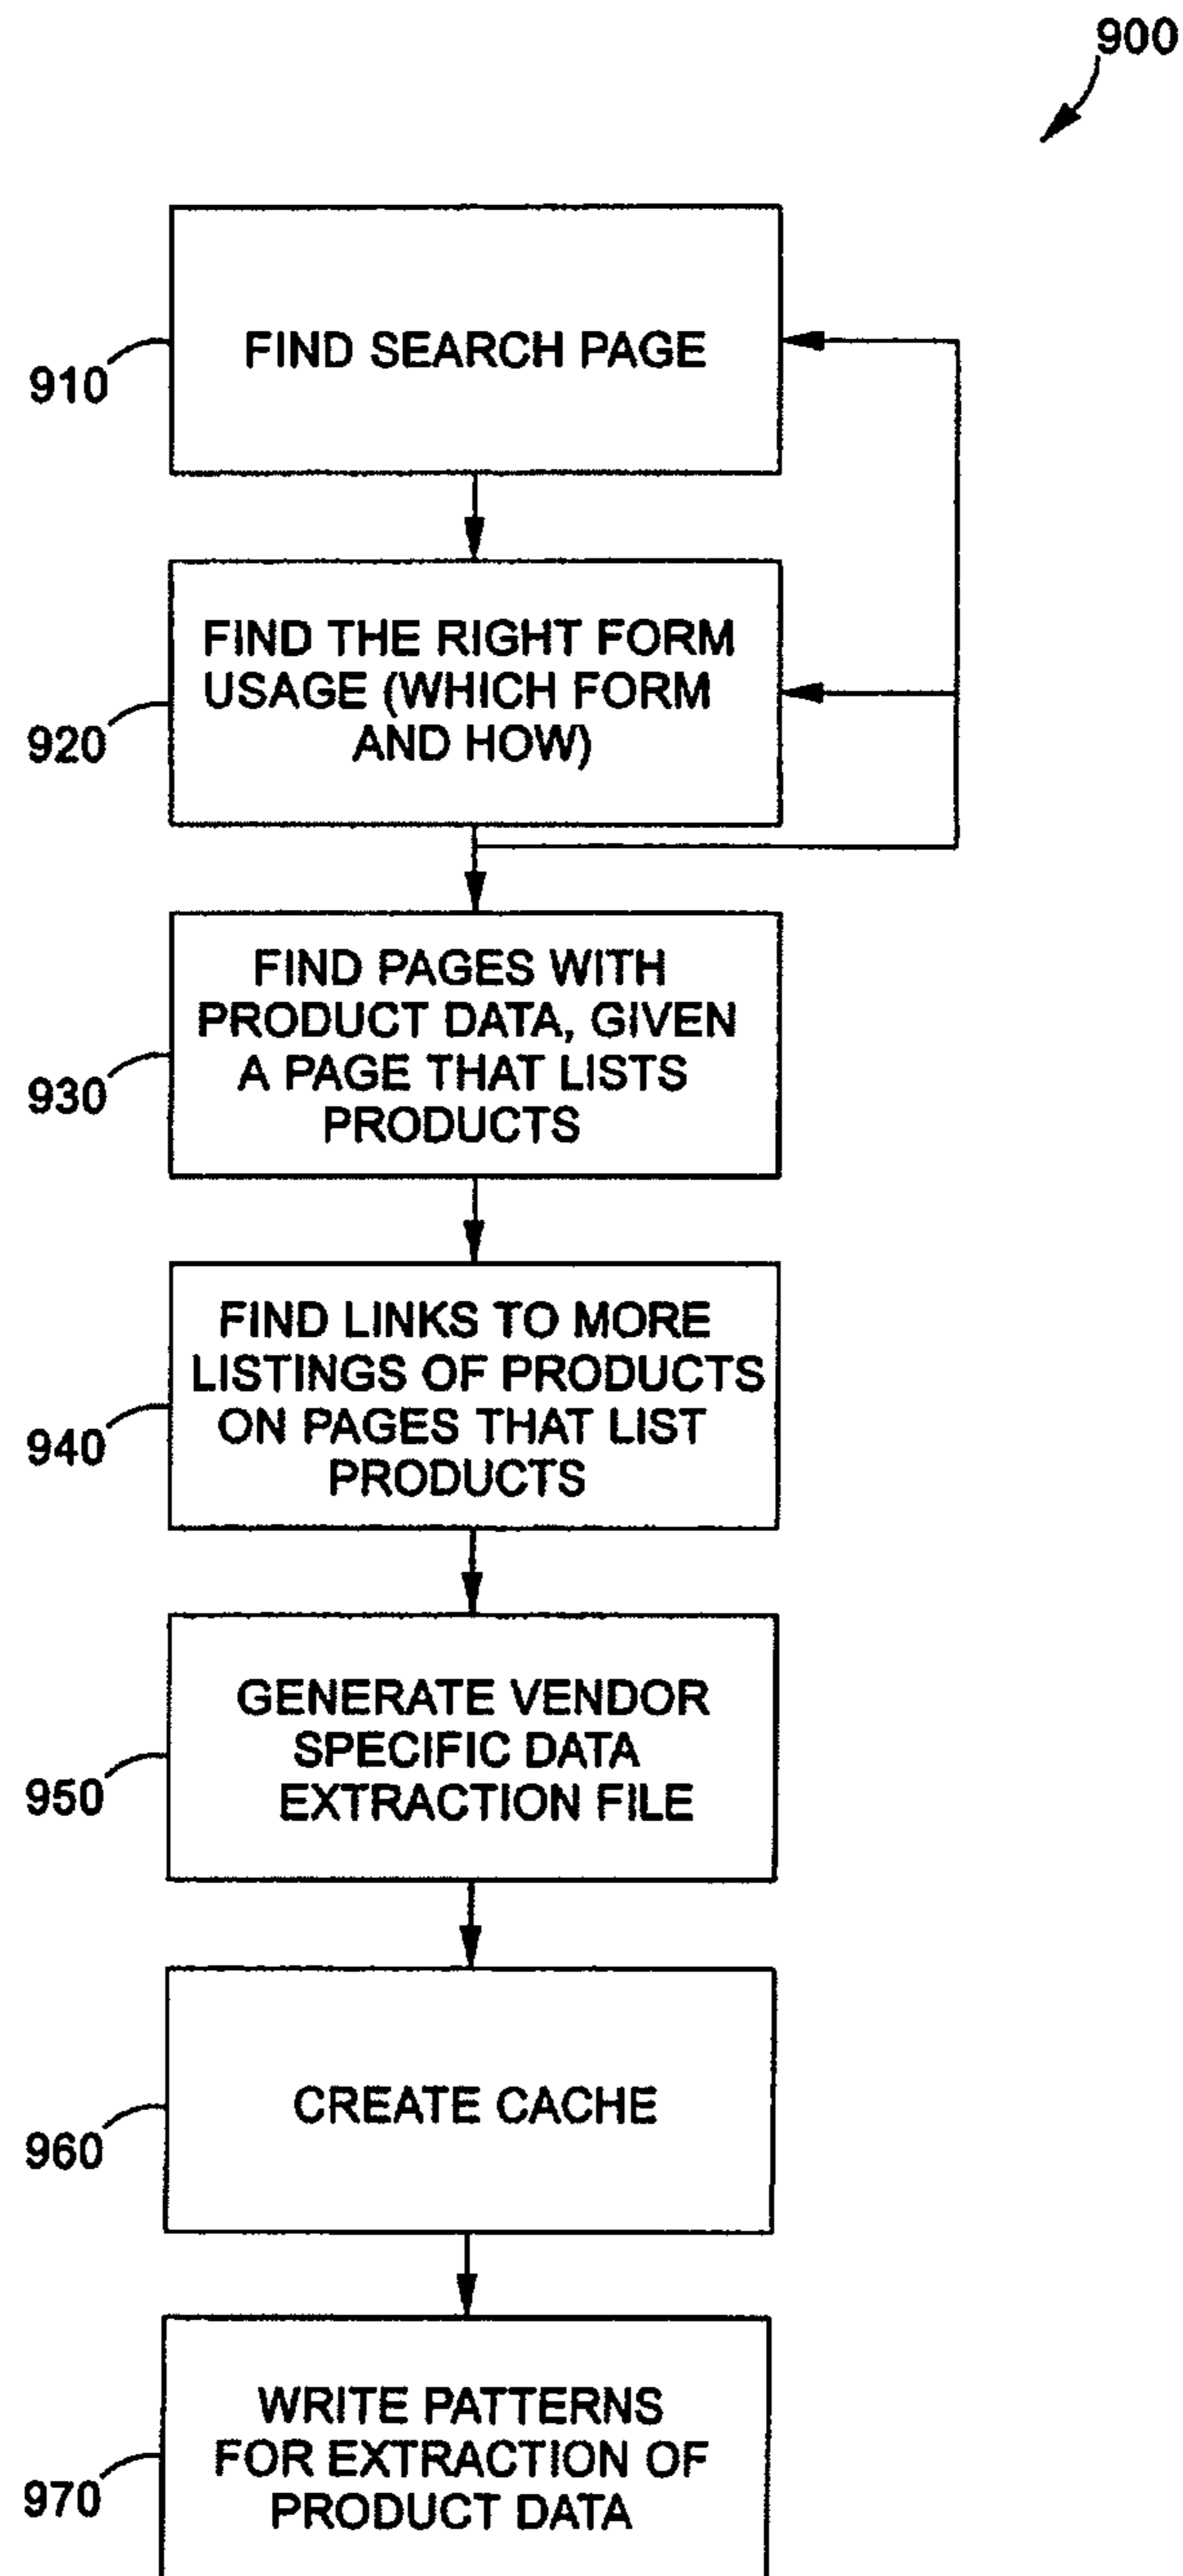 900
910
FIND SEARCH PAGE
920
FIND THE RIGHT FORM
USAGE (WHICH FORM
AND HOW)
930
FIND PAGES WITH
PRODUCT DATA, GIVEN
A PAGE THAT LISTS
PRODUCTS
940
FIND LINKS TO MORE
LISTINGS OF PRODUCTS
ON PAGES THAT LIST
PRODUCTS
950
GENERATE VENDOR
SPECIFIC DATA
EXTRACTION FILE
960
CREATE CACHE
970
WRITE PATTERNS
FOR EXTRACTION OF
PRODUCT DATA